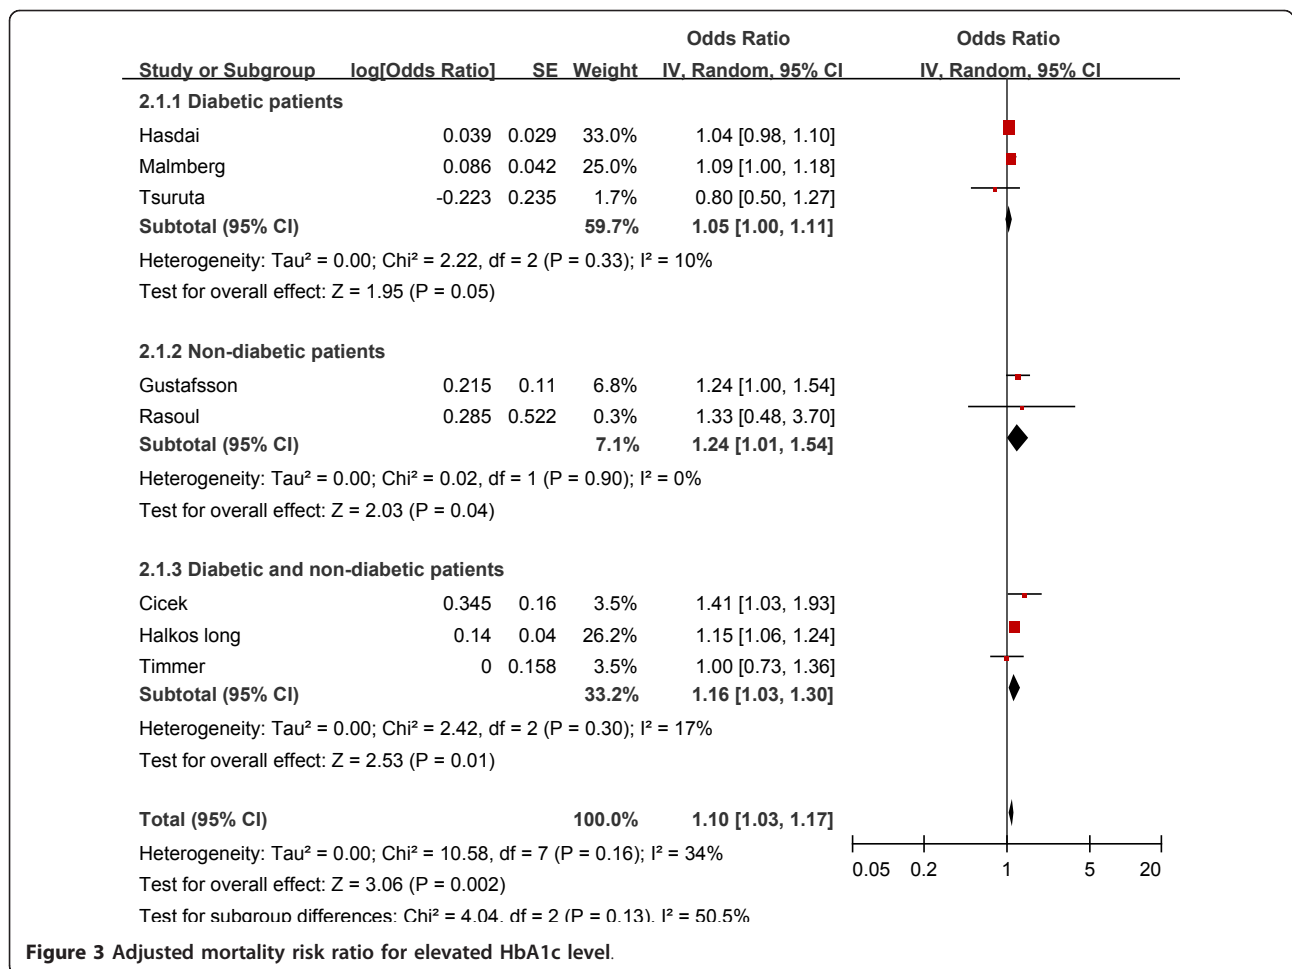 Odds Ratio Odds Ratio
Study or Subgroup log[Odds Ratio] SE Weight IV, Random, 95% CI IV, Random, 95% CI
2.1.1 Diabetic patients
Hasdai 0.039 0.029 33.0% 1.04 [0.98, 1.10]
Malmberg 0.086 0.042 25.0% 1.09 [1.00, 1.18]
Tsuruta -0.223 0.235 1.7% 0.80 [0.50, 1.27]
Subtotal (95% CI) 59.7% 1.05 [1.00, 1.11]
Heterogeneity: Tau² = 0.00; Chi² = 2.22, df = 2 (P = 0.33); I² = 10%
Test for overall effect: Z = 1.95 (P = 0.05)
2.1.2 Non-diabetic patients
Gustafsson 0.215 0.11 6.8% 1.24 [1.00, 1.54]
Rasoul 0.285 0.522 0.3% 1.33 [0.48, 3.70]
Subtotal (95% CI) 7.1% 1.24 [1.01, 1.54]
Heterogeneity: Tau² = 0.00; Chi² = 0.02, df = 1 (P = 0.90); I² = 0%
Test for overall effect: Z = 2.03 (P = 0.04)
2.1.3 Diabetic and non-diabetic patients
Cicek 0.345 0.16 3.5% 1.41 [1.03, 1.93]
Halkos long 0.14 0.04 26.2% 1.15 [1.06, 1.24]
Timmer 0 0.158 3.5% 1.00 [0.73, 1.36]
Subtotal (95% CI) 33.2% 1.16 [1.03, 1.30]
Heterogeneity: Tau² = 0.00; Chi² = 2.42, df = 2 (P = 0.30); I² = 17%
Test for overall effect: Z = 2.53 (P = 0.01)
Total (95% CI) 100.0% 1.10 [1.03, 1.17]
Heterogeneity: Tau² = 0.00; Chi² = 10.58, df = 7 (P = 0.16); I² = 34%
Test for overall effect: Z = 3.06 (P = 0.002)
Test for subgroup differences: Chi² = 4.04, df = 2 (P = 0.13), I² = 50.5%
0.05 0.2 1 5 20
Figure 3 Adjusted mortality risk ratio for elevated HbA1c level.